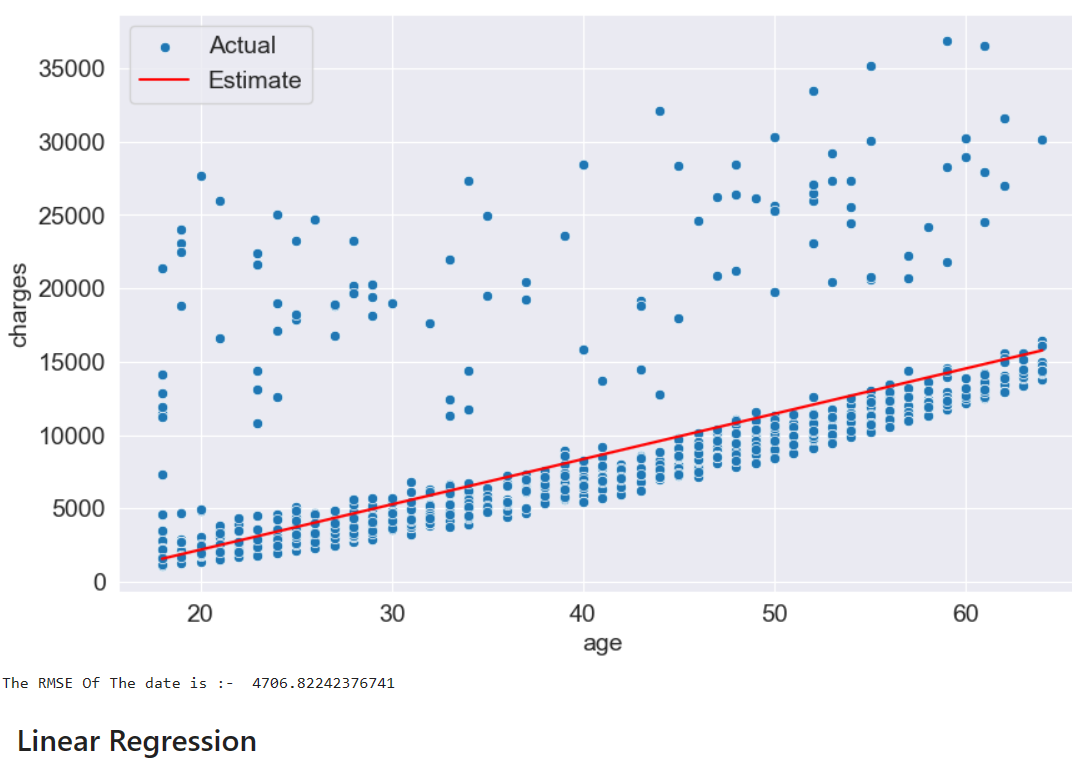 Actual
Estimate
35000
30000
25000
20000
15000
10000
5000
0
charges
20 30 40 50 60
age
The RMSE Of The date is :-  4706.82242376741
Linear Regression